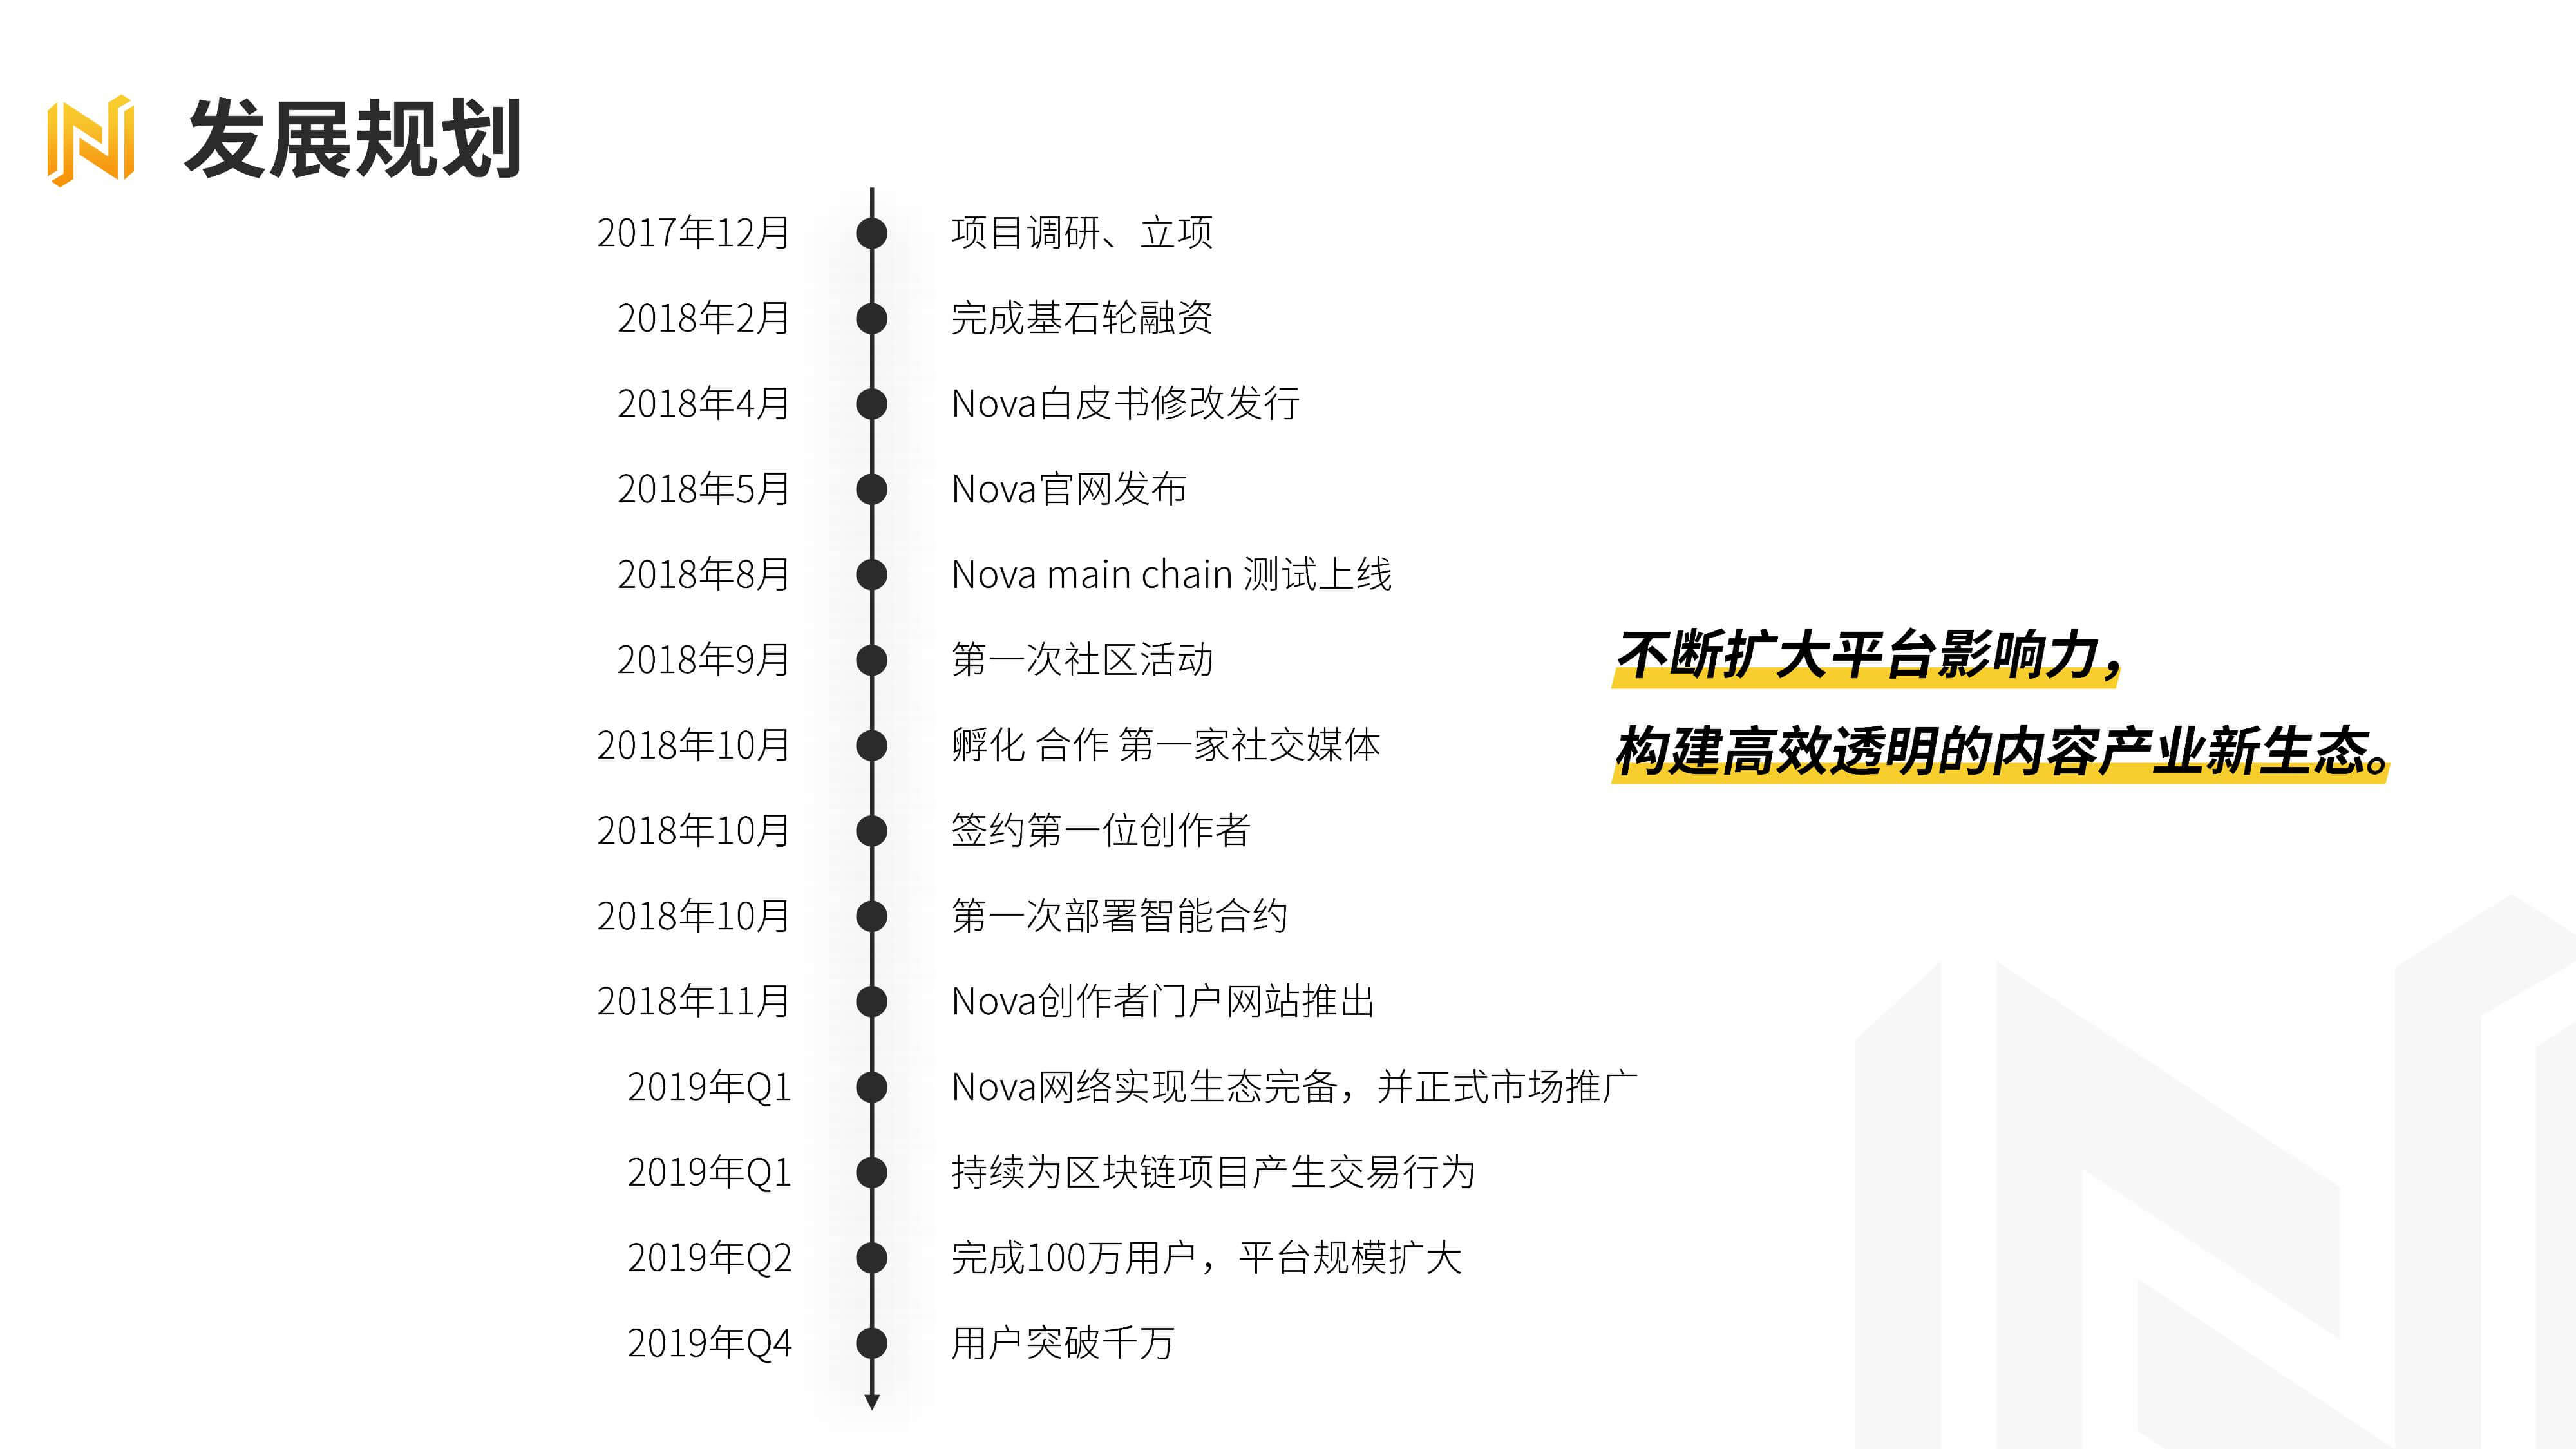 发展规划
2017年12月 项目调研、立项
2018年2月 完成基石轮融资
2018年4月 Nova白皮书修改发行
2018年5月 Nova官网发布
2018年8月 Nova main chain 测试上线
2018年9月 第一次社区活动
2018年10月 孵化 合作 第一家社交媒体
2018年10月 签约第一位创作者
2018年10月 第一次部署智能合约
2018年11月 Nova创作者门户网站推出
2019年Q1 Nova网络实现生态完备，并正式市场推广
2019年Q1 持续为区块链项目产生交易行为
2019年Q2 完成100万用户，平台规模扩大
2019年Q4 用户突破千万
不断扩大平台影响力，
构建高效透明的内容产业新生态。